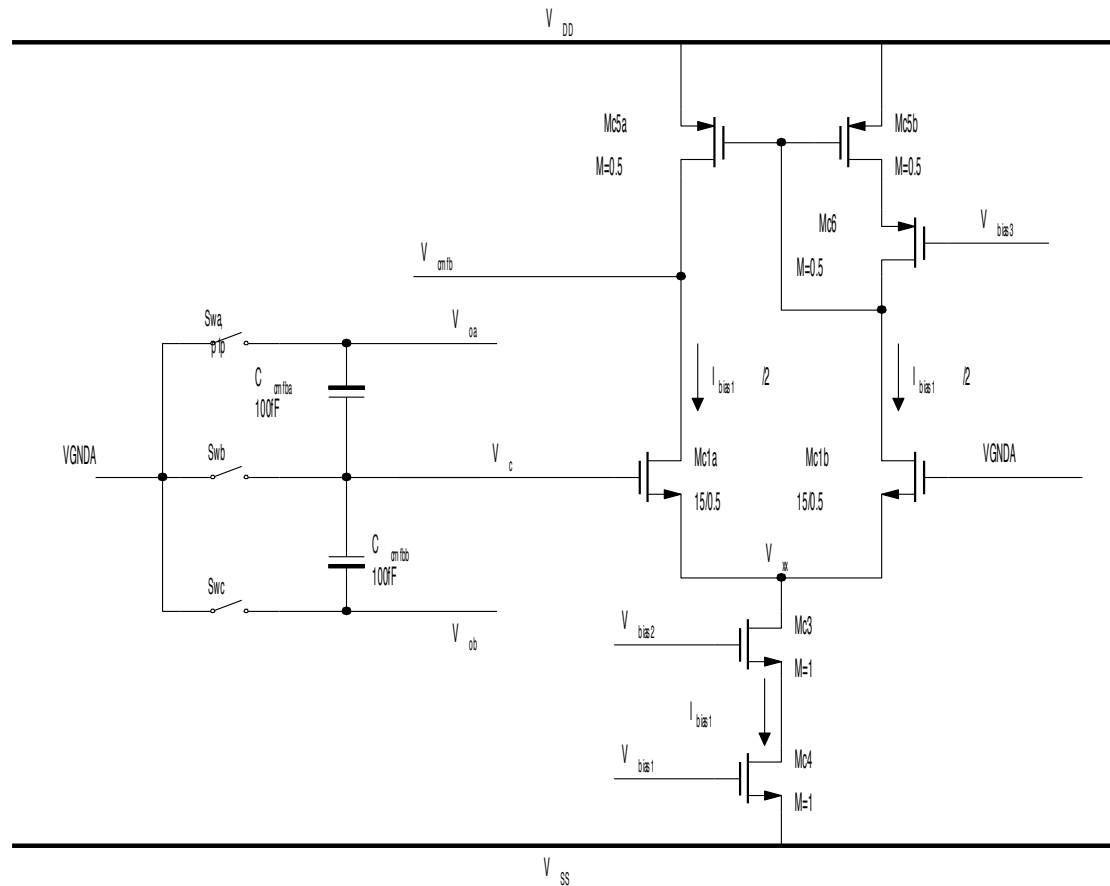 V DD
Mc5a
M=0.5
Mc5b
M=0.5
Mc6
M=0.5
V bias3
V cmfb
Swa,
p1p
V oa
C cmfba
100fF
I bias1 /2
I bias1 /2
VGNDA
Swb
V c
Mc1a
15/0.5
Mc1b
15/0.5
VGNDA
C cmfbb
100fF
Swc
V ob
V xx
V bias2
Mc3
M=1
I bias1
V bias1
Mc4
M=1
V SS